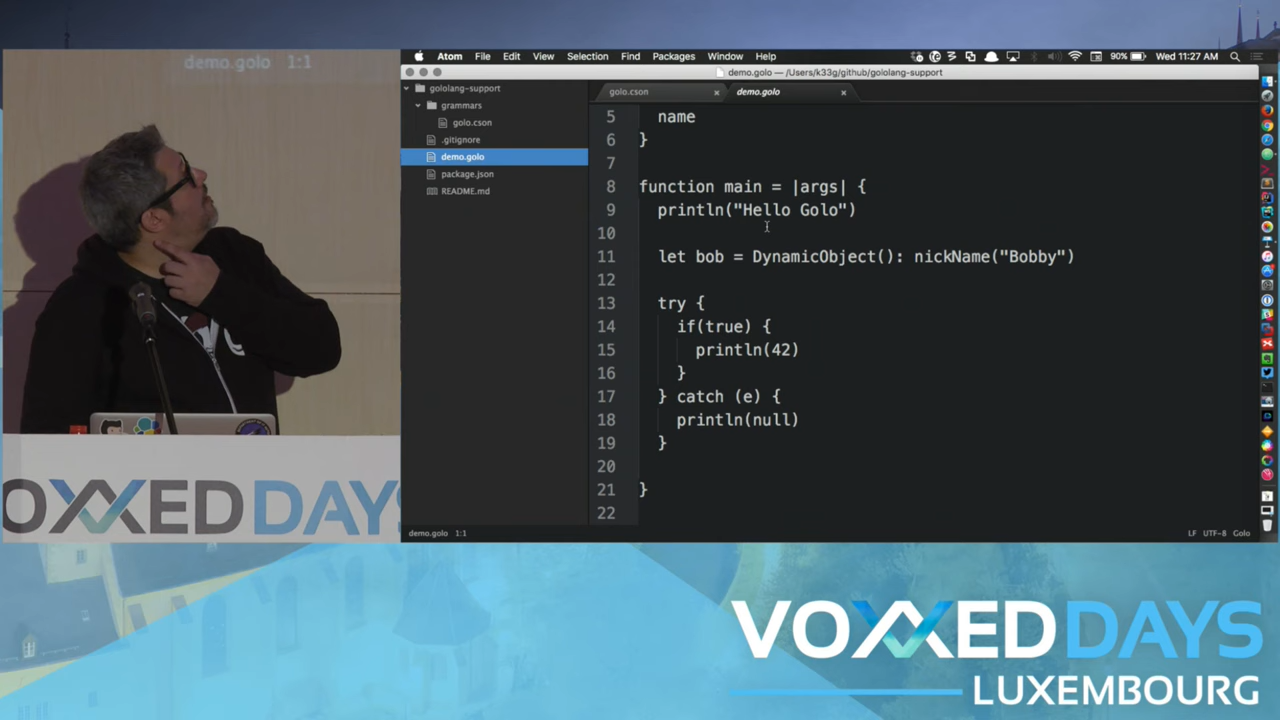 demo.golo 1:1
VOXXED DAYS
Atom File Edit View Selection Find Packages Window Help 90% Wed 11:27 AM
demo.golo — /Users/k33g/github/gololang-support
gololang-support
grammars
golo.cson
.gitignore
demo.golo
package.json
README.md
golo.cson
demo.golo
5 name
6 }
7
8 function main = |args| {
9 println("Hello Golo")
10
11 let bob = DynamicObject(): nickName("Bobby")
12
13 try {
14 if(true) {
15 println(42)
16 }
17 } catch (e) {
18 println(null)
19 }
20
21 }
22
demo.golo 1:1 LF UTF-8 Golo
VOXXED DAYS
LUXEMBOURG